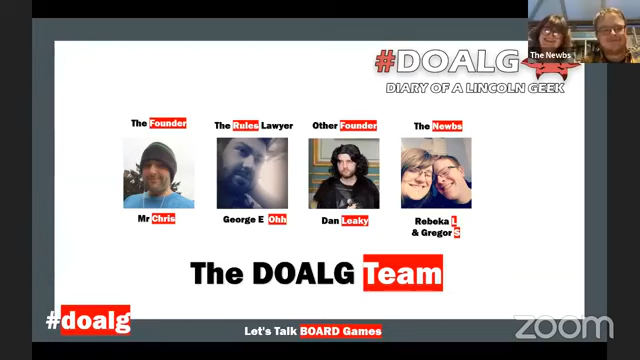 #DOALG
DIARY OF A LINCOLN GEEK
The Newbs
The Founder
The Rules Lawyer
Other Founder
The Newbs
Mr Chris
George E Ohh
Dan Leaky
Rebeka L
& Gregor S
The DOALG Team
#doalg
Let's Talk BOARD Games
zoom